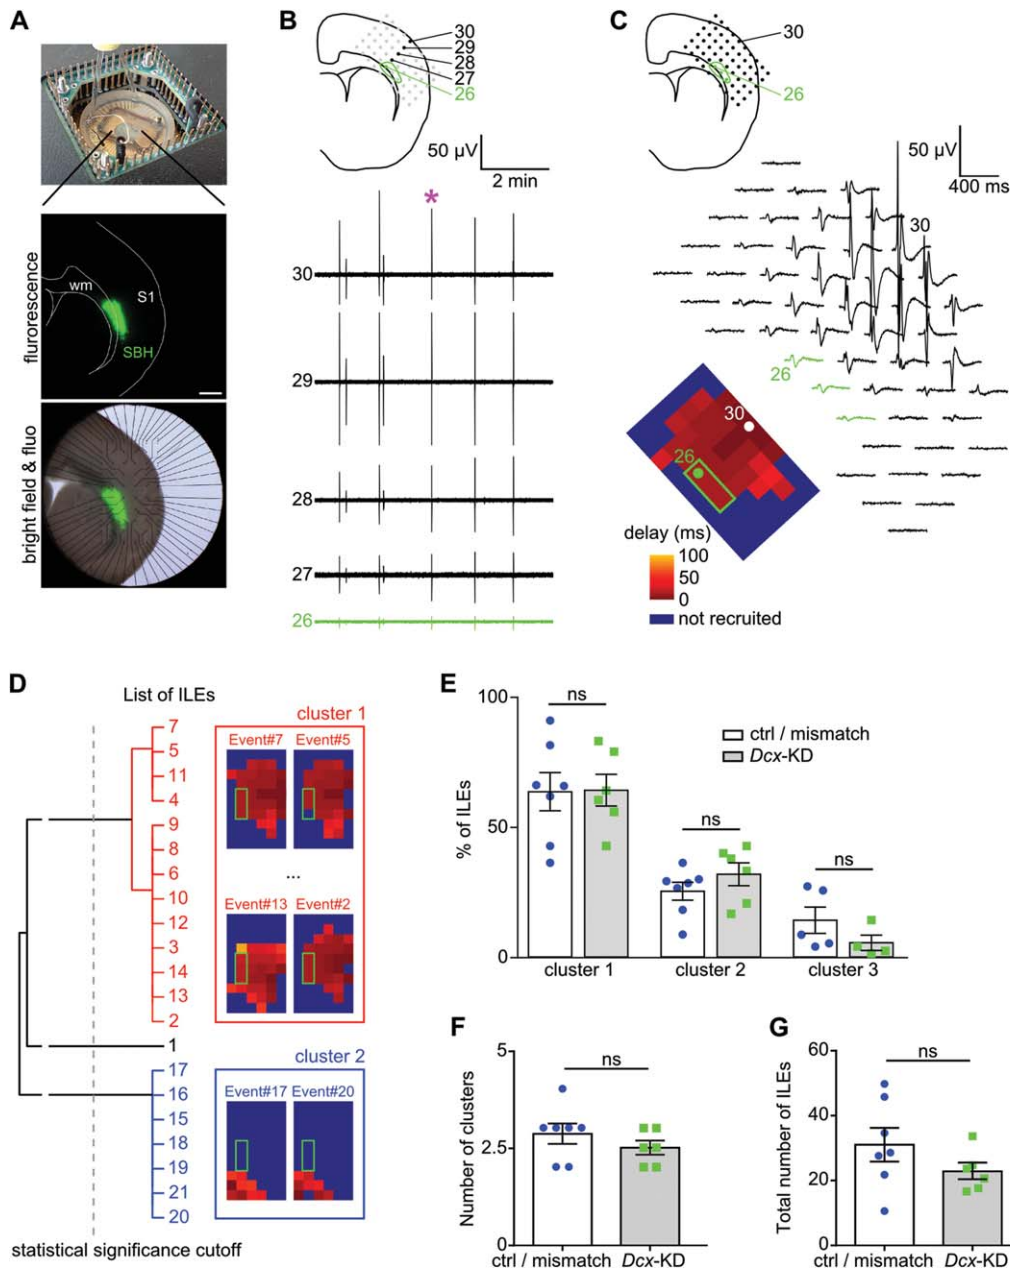 A
flurorescence
wm
S1
SBH
bright field & fluo
B
30
29
28
27
26
50 µV
2 min
*
30
29
28
27
26
C
30
26
50 µV
400 ms
30
26
30
26
delay (ms)
100
50
0
not recruited
D
List of ILEs
7
5
11
4
9
8
6
10
12
3
14
13
2
1
17
16
15
18
19
21
20
cluster 1
Event#7 Event#5
...
Event#13 Event#2
cluster 2
Event#17 Event#20
statistical significance cutoff
E
% of ILEs
100
50
0
ns
ns
ns
ctrl / mismatch
Dcx-KD
cluster 1 cluster 2 cluster 3
F
Number of clusters
5
2.5
0
ns
ctrl / mismatch Dcx-KD
G
Total number of ILEs
60
40
20
0
ns
ctrl / mismatch Dcx-KD